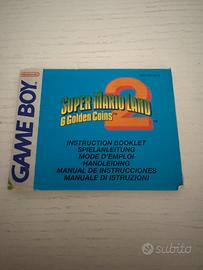 Nintendo
GAME BOY
SUPER MARIO LAND 2
6 Golden Coins™
INSTRUCTION BOOKLET
SPIELANLEITUNG
MODE D'EMPLOI
HANDLEIDING
MANUAL DE INSTRUCCIONES
MANUALE DI ISTRUZIONI
subito